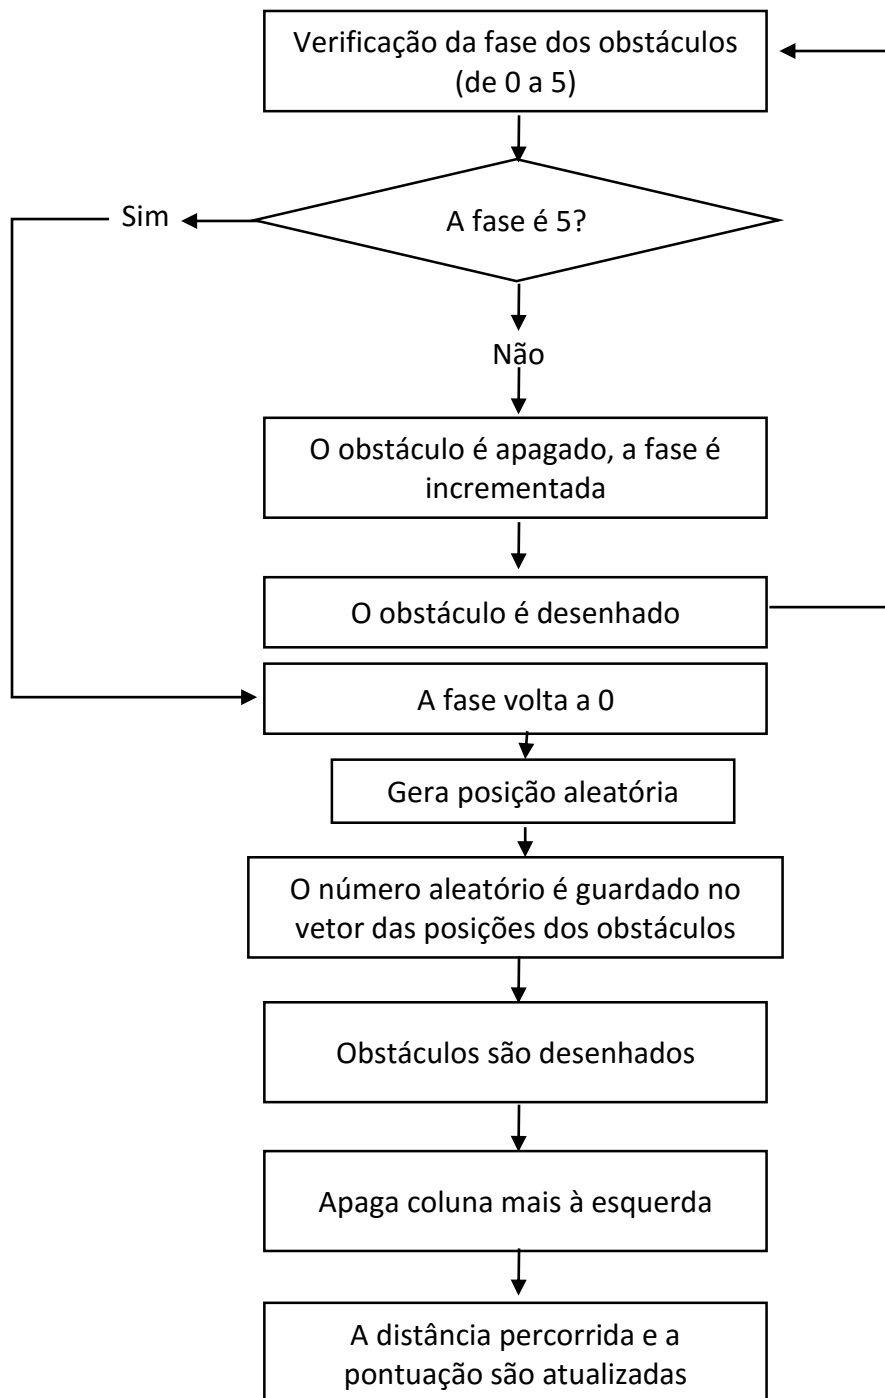 Verificação da fase dos obstáculos
(de 0 a 5)
Sim
A fase é 5?
Não
O obstáculo é apagado, a fase é
incrementada
O obstáculo é desenhado
A fase volta a 0
Gera posição aleatória
O número aleatório é guardado no
vetor das posições dos obstáculos
Obstáculos são desenhados
Apaga coluna mais à esquerda
A distância percorrida e a
pontuação são atualizadas